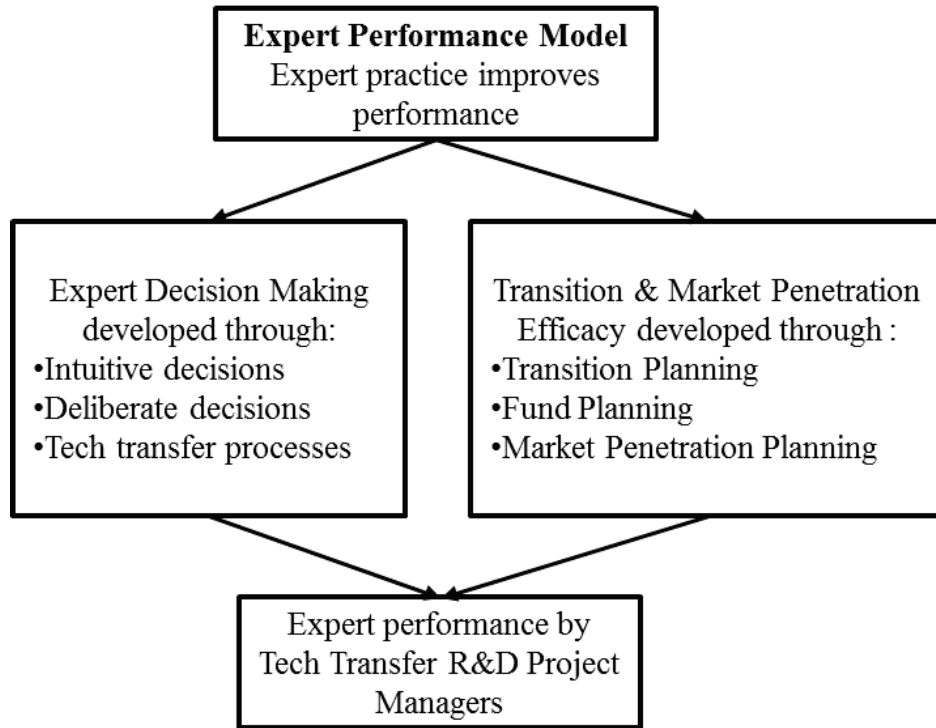 Expert Performance Model
Expert practice improves
performance
Expert Decision Making
developed through:
•Intuitive decisions
•Deliberate decisions
•Tech transfer processes
Transition & Market Penetration
Efficacy developed through :
•Transition Planning
•Fund Planning
•Market Penetration Planning
Expert performance by
Tech Transfer R&D Project
Managers